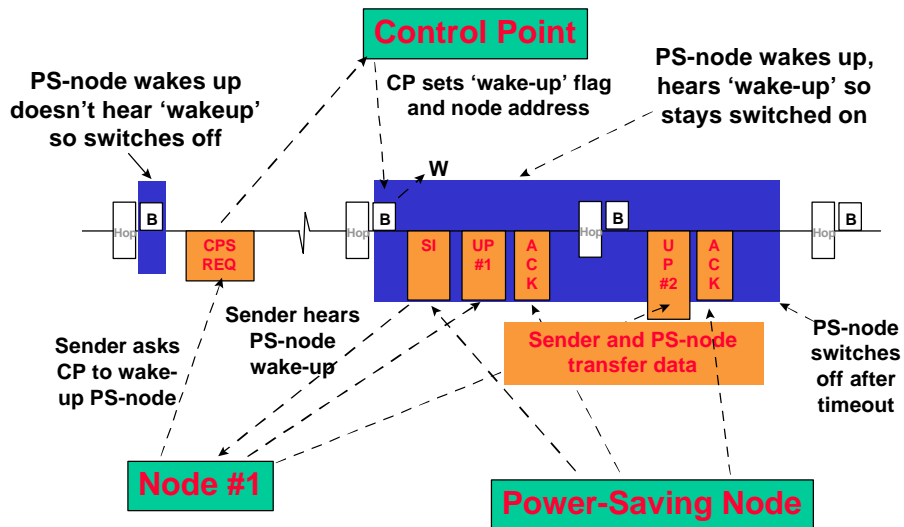 Control Point
PS-node wakes up
doesn't hear 'wakeup'
so switches off
CP sets 'wake-up' flag
and node address
PS-node wakes up,
hears 'wake-up' so
stays switched on
W
Hop
B
CPS
REQ
Hop
B
SI
UP
#1
A
C
K
Hop
B
U
P
#2
A
C
K
Hop
B
Sender asks
CP to wake-
up PS-node
Sender hears
PS-node
wake-up
Sender and PS-node
transfer data
PS-node
switches
off after
timeout
Node #1
Power-Saving Node